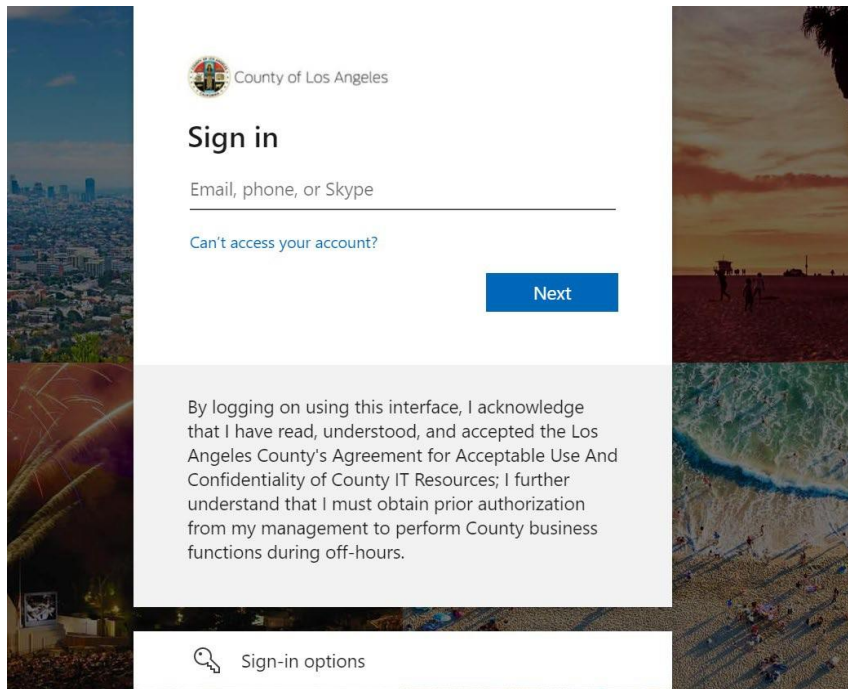 County of Los Angeles
Sign in
Email, phone, or Skype
Can't access your account?
Next
By logging on using this interface, I acknowledge
that I have read, understood, and accepted the Los
Angeles County's Agreement for Acceptable Use And
Confidentiality of County IT Resources; I further
understand that I must obtain prior authorization
from my management to perform County business
functions during off-hours.
Sign-in options